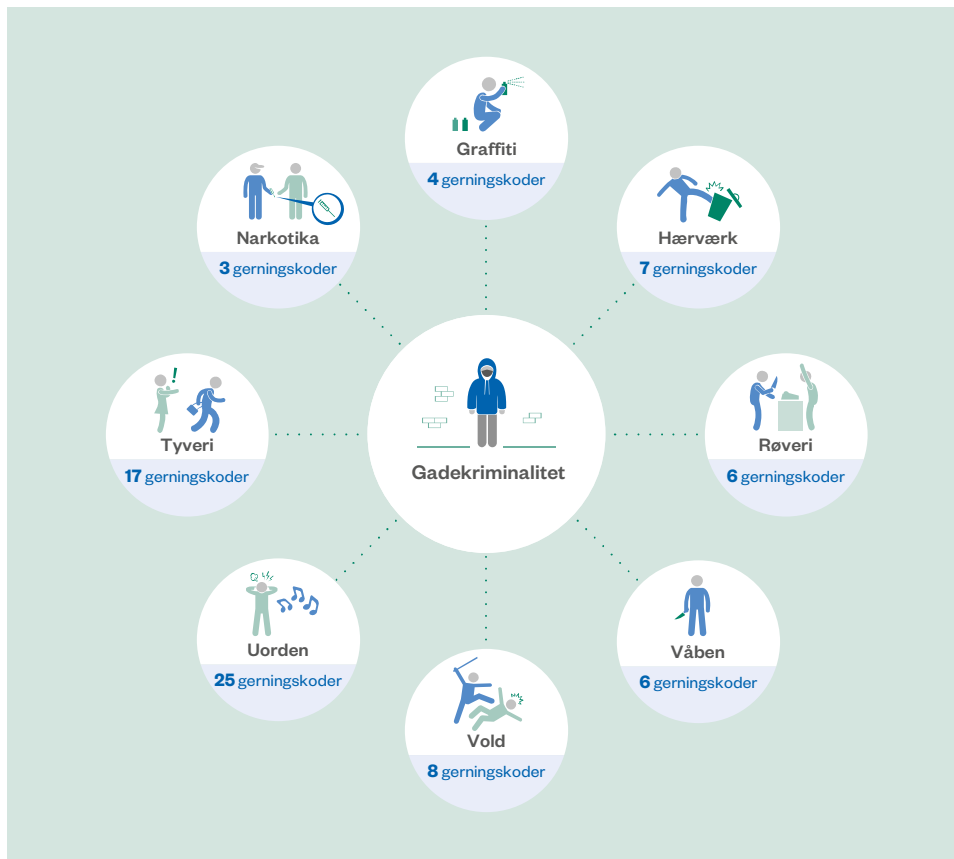 Graffiti
4 gerningskoder
Narkotika
3 gerningskoder
Hærværk
7 gerningskoder
Tyveri
17 gerningskoder
Gadekriminalitet
Røveri
6 gerningskoder
Uorden
25 gerningskoder
Våben
6 gerningskoder
Vold
8 gerningskoder